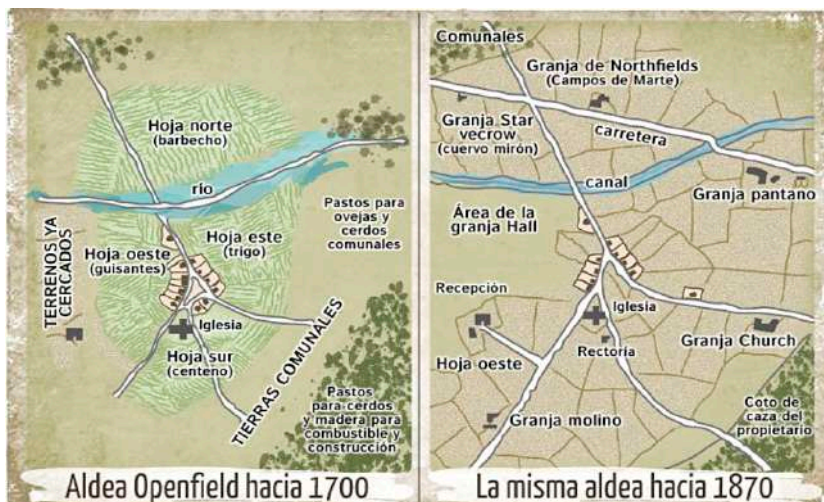 Hoja norte
(barbecho)
río
Pastos para
ovejas y
cerdos
comunales
TERRENOS YA
CERCADOS
Hoja oeste
(guisantes)
Hoja este
(trigo)
Iglesia
Hoja sur
(centeno)
TIERRAS COMUNALES
Pastos
para cerdos
y madera para
combustible y
construcción
Aldea Openfield hacia 1700
Comunales
Granja de Northfields
(Campos de Marte)
Granja Star
vecrow
(cuervo mirón)
carretera
canal
Granja pantano
Área de la
granja Hall
Recepción
Iglesia
Rectoría
Granja Church
Hoja oeste
Granja molino
Coto de
caza del
propietario
La misma aldea hacia 1870